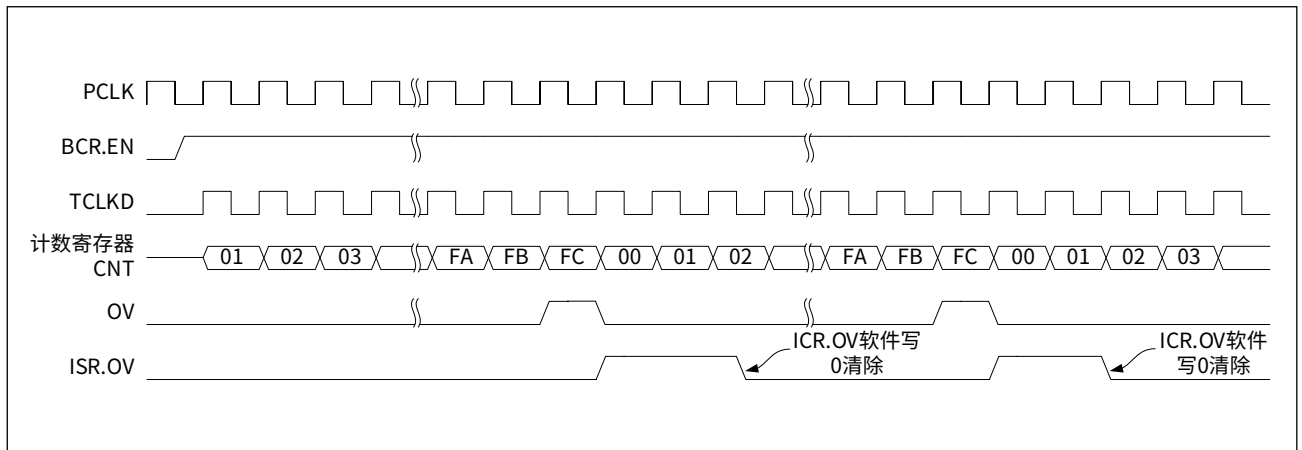 PCLK
BCR.EN
TCLKD
计数寄存器
CNT
01 02 03 FA FB FC 00 01 02 FA FB FC 00 01 02 03
OV
ISR.OV
ICR.OV软件写
0清除
ICR.OV软件
写0清除